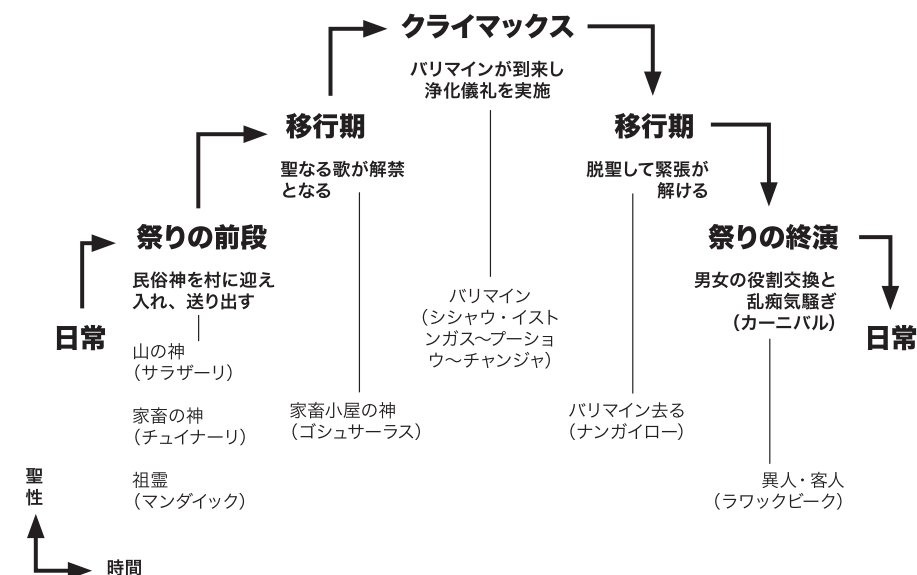 クライマックス
バリマインが到来し
浄化儀礼を実施
移行期
聖なる歌が解禁
となる
移行期
脱聖して緊張が
解ける
祭りの前段
民俗神を村に迎え
入れ、送り出す
祭りの終演
男女の役割交換と
乱痴気騒ぎ
（カーニバル）
日常
日常
山の神
（サラザーリ）
家畜の神
（チュイナーリ）
祖霊
（マンダイック）
家畜小屋の神
（ゴシュサーラス）
バリマイン
（シシャウ・イスト
ンガス〜プーショ
ウ〜チャンジャ）
バリマイン去る
（ナンガイロー）
異人・客人
（ラワックビーク）
聖
性
時間